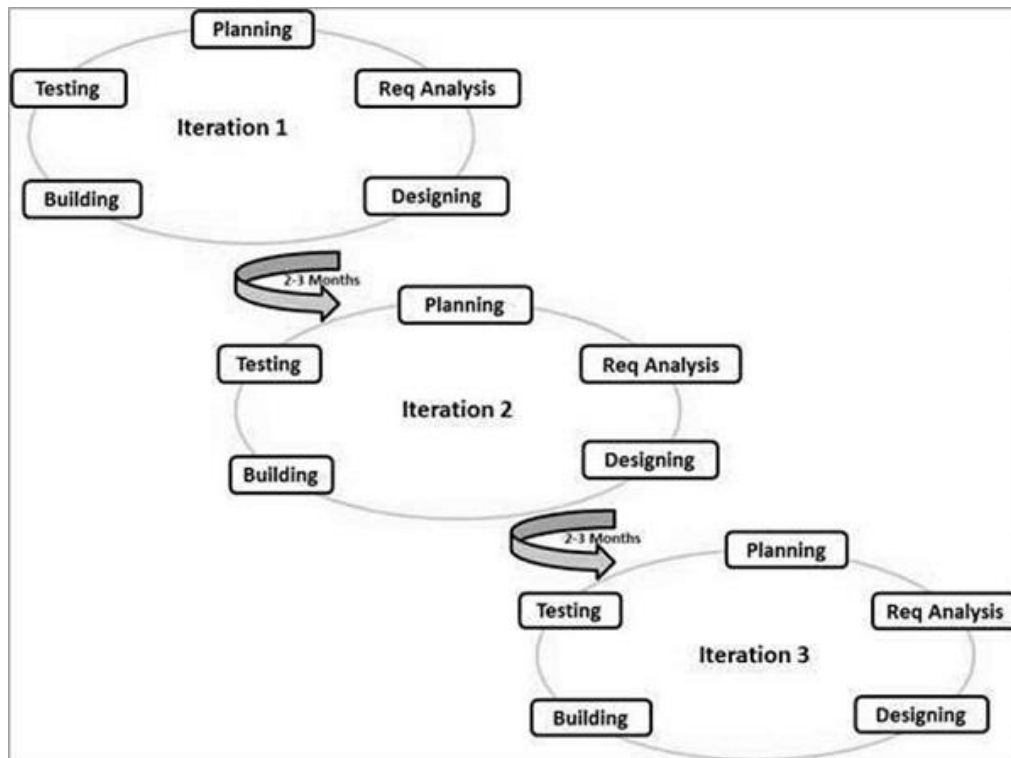 Planning
Testing
Req Analysis
Iteration 1
Building
Designing
2-3 Months
Planning
Testing
Req Analysis
Iteration 2
Building
Designing
2-3 Months
Planning
Testing
Req Analysis
Iteration 3
Building
Designing